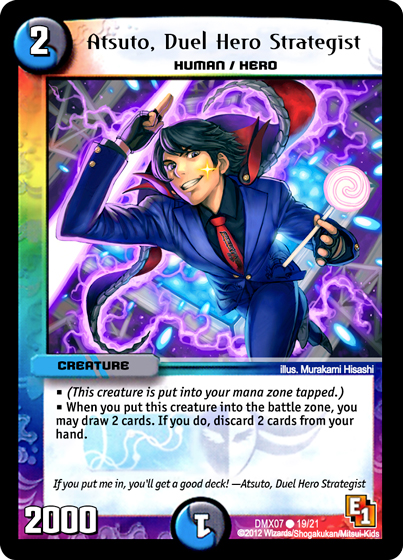 2
Atsuto, Duel Hero Strategist
HUMAN / HERO
CREATURE
illus. Murakami Hisashi
▪ (This creature is put into your mana zone tapped.)
▪ When you put this creature into the battle zone, you
may draw 2 cards. If you do, discard 2 cards from your
hand.
If you put me in, you'll get a good deck! —Atsuto, Duel Hero Strategist
2000
1
DMX07 ● 19/21
©2012 Wizards/Shogakukan/Mitsui-Kids
E1